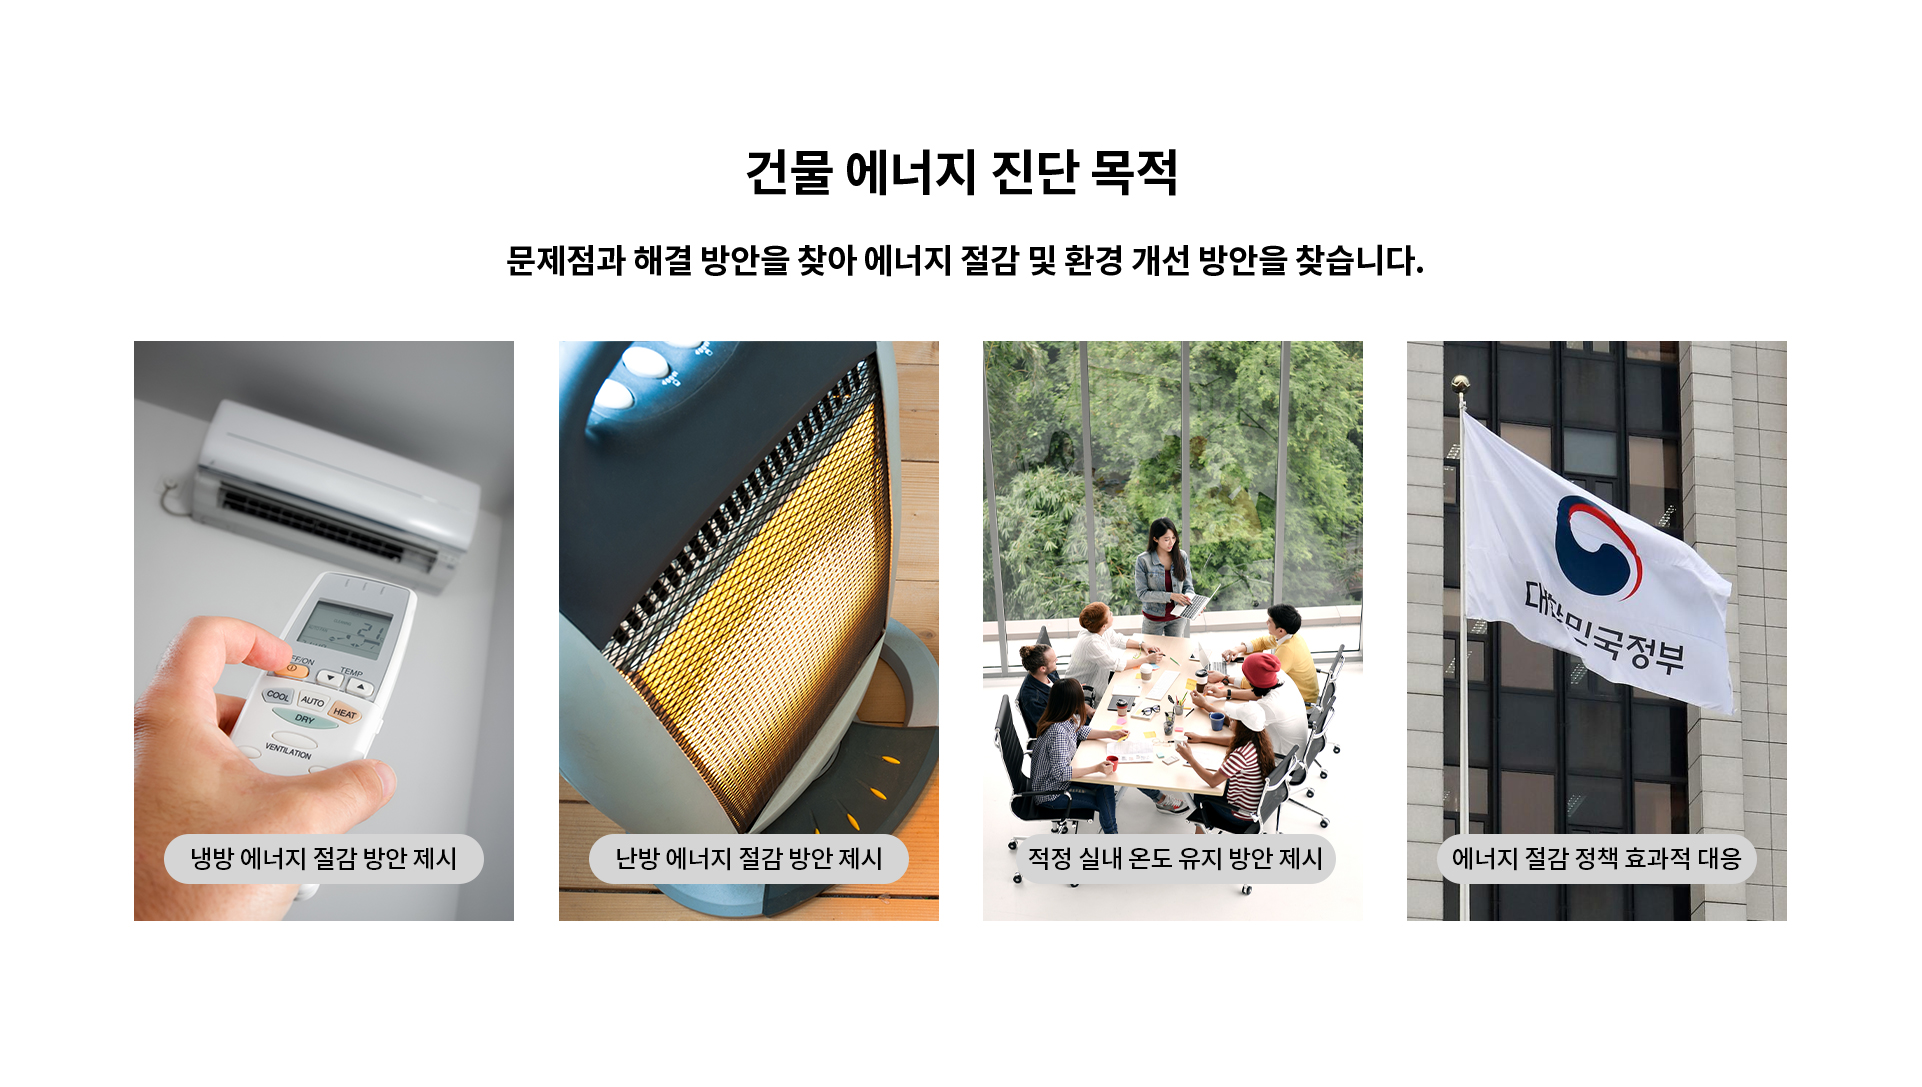 건물 에너지 진단 목적
문제점과 해결 방안을 찾아 에너지 절감 및 환경 개선 방안을 찾습니다.
21
OFF/ON
TEMP
COOL
AUTO
HEAT
DRY
VENTILATION
냉방 에너지 절감 방안 제시
난방 에너지 절감 방안 제시
적정 실내 온도 유지 방안 제시
대한민국정부
에너지 절감 정책 효과적 대응